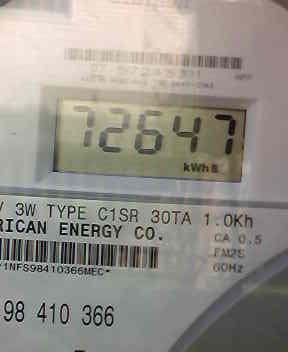 72647
kWh
V 3W TYPE C1SR 30TA 1.0Kh
RICAN ENERGY CO.
CA 0.5
FM2S
60Hz
*1NFS98410366MEC*
98 410 366